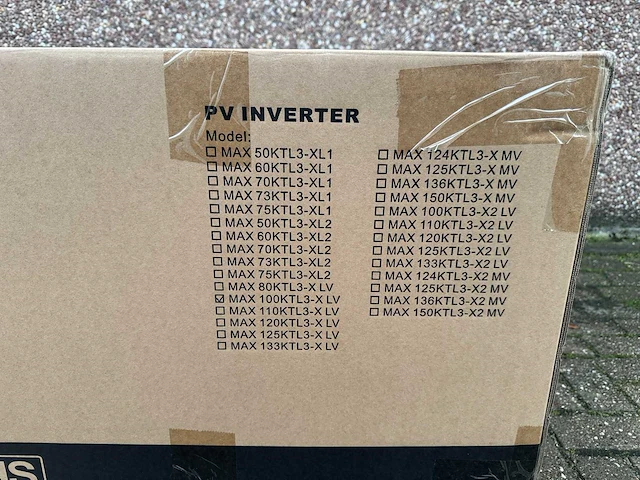 PV INVERTER
Model:
☐ MAX 50KTL3-XL1
☐ MAX 60KTL3-XL1
☐ MAX 70KTL3-XL1
☐ MAX 73KTL3-XL1
☐ MAX 75KTL3-XL1
☐ MAX 50KTL3-XL2
☐ MAX 60KTL3-XL2
☐ MAX 70KTL3-XL2
☐ MAX 73KTL3-XL2
☐ MAX 75KTL3-XL2
☐ MAX 80KTL3-X LV
☑ MAX 100KTL3-X LV
☐ MAX 110KTL3-X LV
☐ MAX 120KTL3-X LV
☐ MAX 125KTL3-X LV
☐ MAX 133KTL3-X LV
☐ MAX 124KTL3-X MV
☐ MAX 125KTL3-X MV
☐ MAX 136KTL3-X MV
☐ MAX 150KTL3-X MV
☐ MAX 100KTL3-X2 LV
☐ MAX 110KTL3-X2 LV
☐ MAX 120KTL3-X2 LV
☐ MAX 125KTL3-X2 LV
☐ MAX 133KTL3-X2 LV
☐ MAX 124KTL3-X2 MV
☐ MAX 125KTL3-X2 MV
☐ MAX 136KTL3-X2 MV
☐ MAX 150KTL3-X2 MV